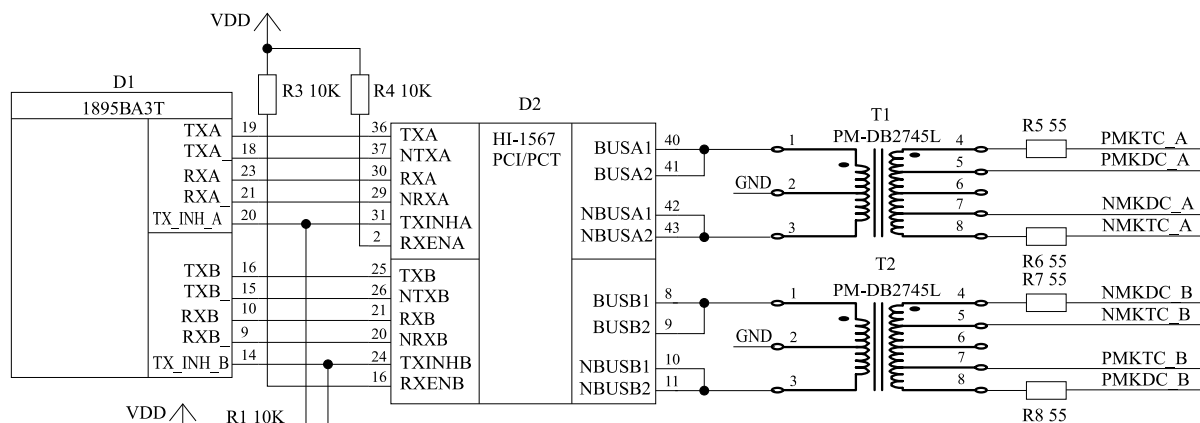 VDD
R3 10K
R4 10K
D1
1895BA3T
TXA 19
TXA_ 18
RXA 23
RXA_ 21
TX_INH_A 20
TXB 16
TXB_ 15
RXB 10
RXB_ 9
TX_INH_B 14
VDD
R1 10K
D2
HI-1567
PCI/PCT
36 TXA
37 NTXA
30 RXA
29 NRXA
31 TXINHA
2 RXENA
25 TXB
26 NTXB
21 RXB
20 NRXB
24 TXINHB
16 RXENB
BUSA1 40
BUSA2 41
NBUSA1 42
NBUSA2 43
BUSB1 8
BUSB2 9
NBUSB1 10
NBUSB2 11
T1
PM-DB2745L
1
GND 2
3
4
5
6
7
8
R5 55
PMKTC_A
PMKDC_A
NMKDC_A
NMKTC_A
R6 55
T2
PM-DB2745L
1
GND 2
3
4
5
6
7
8
R7 55
NMKDC_B
NMKTC_B
PMKTC_B
PMKDC_B
R8 55